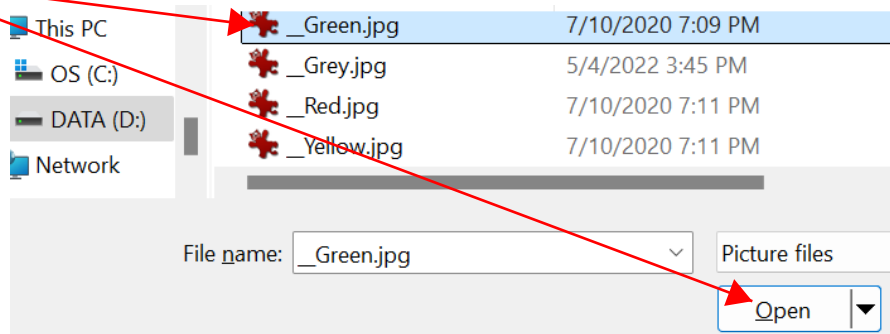 This PC
OS (C:)
DATA (D:)
Network
__Green.jpg 7/10/2020 7:09 PM
__Grey.jpg 5/4/2022 3:45 PM
__Red.jpg 7/10/2020 7:11 PM
__Yellow.jpg 7/10/2020 7:11 PM
File name: __Green.jpg Picture files
Open